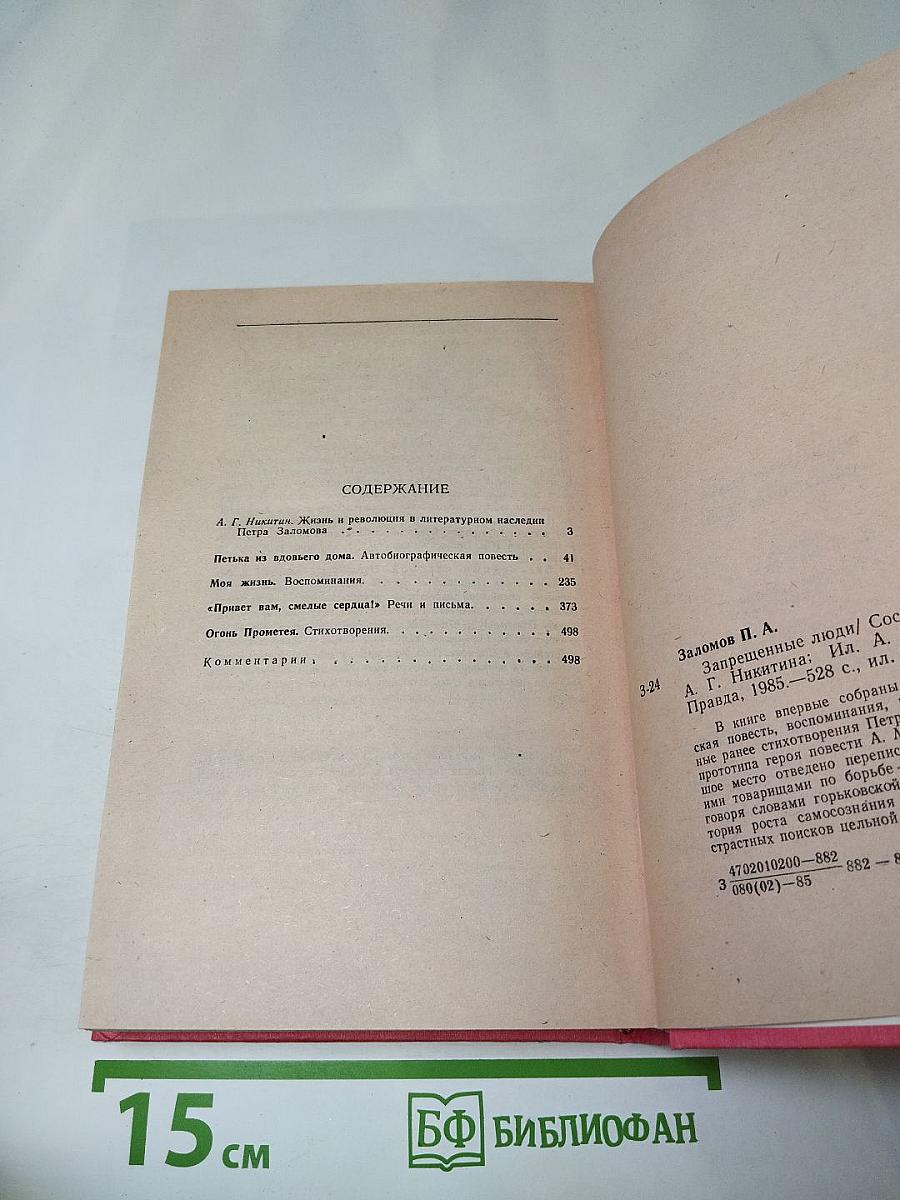 СОДЕРЖАНИЕ
А. Г. Никитин. Жизнь и революция в литературном наследии
Петра Заломова . . . . . . . . . . . . . . 3
Петька из вдовьего дома. Автобиографическая повесть . . 41
Моя жизнь. Воспоминания. . . . . . . . . . . . 235
«Привет вам, смелые сердца!» Речи и письма. . . . . . 373
Огонь Прометея. Стихотворения. . . . . . . . . . 498
Комментарии. . . . . . . . . . . . . . . 498
Заломов П. А.
З-24
Запрещенные люди/ Сос
А. Г. Никитина; Ил. А.
Правда, 1985.—528 с., ил.
В книге впервые собраны
ская повесть, воспоминания,
ные ранее стихотворения Петр
прототипа героя повести А. М
шое место отведено перепис
ими товарищами по борьбе
говоря словами горьковской
тория роста самосознания
страстных поисков цельной
З 4702010200—882
080(02)—85
882 — 8
15 см
БФ БИБЛИОФАН